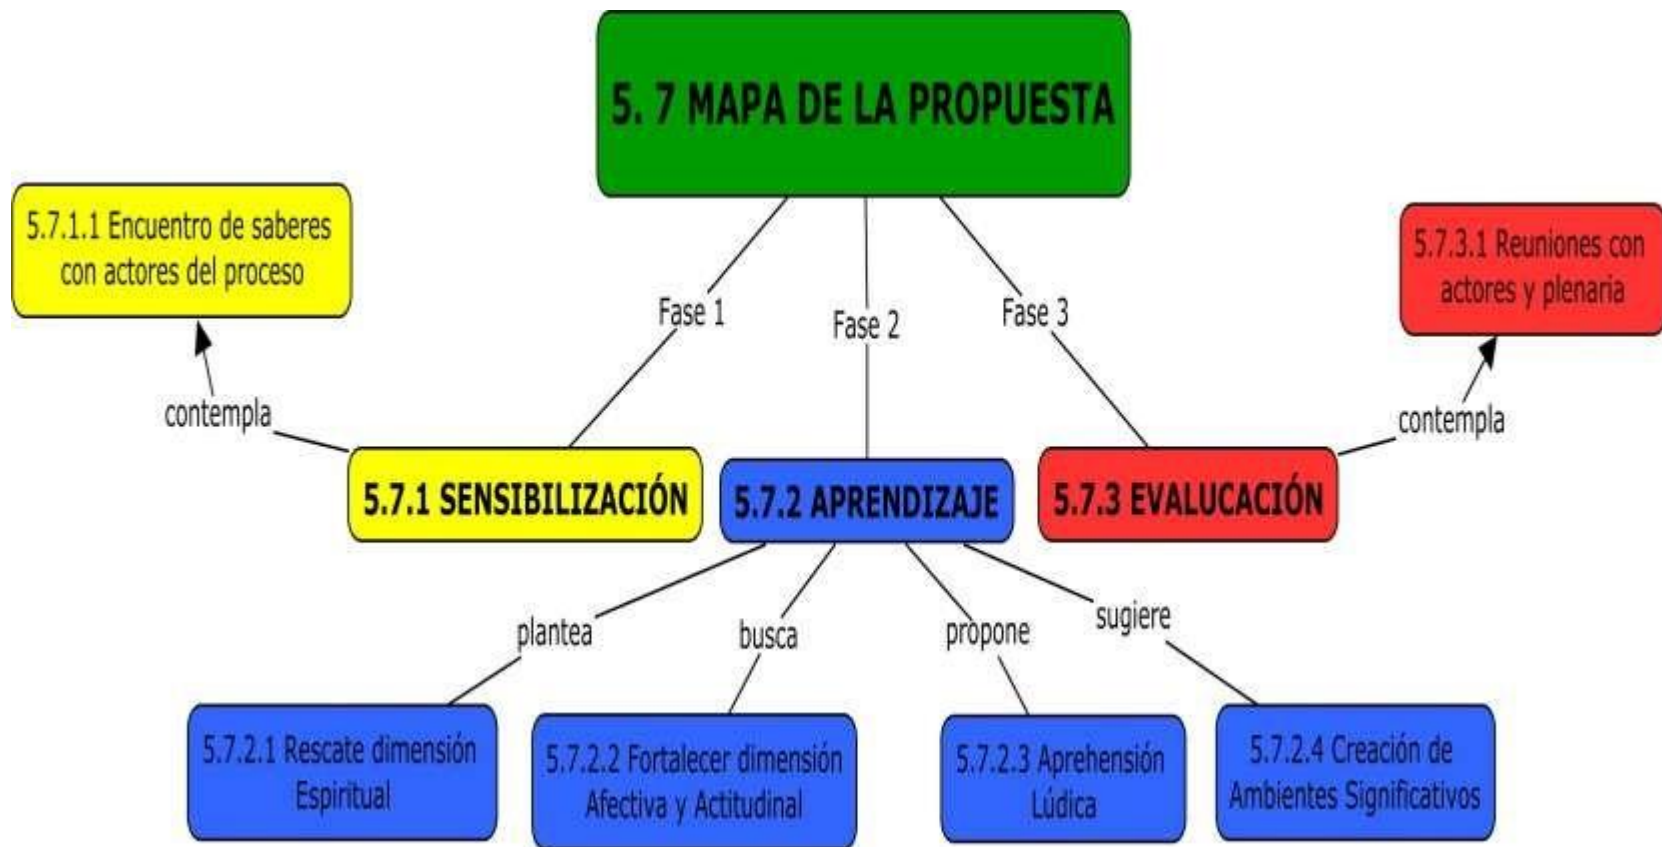 5. 7 MAPA DE LA PROPUESTA
5.7.1.1 Encuentro de saberes
con actores del proceso
5.7.3.1 Reuniones con
actores y plenaria
Fase 1
Fase 2
Fase 3
contempla
contempla
5.7.1 SENSIBILIZACIÓN
5.7.2 APRENDIZAJE
5.7.3 EVALUCACIÓN
plantea
busca
propone
sugiere
5.7.2.1 Rescate dimensión
Espiritual
5.7.2.2 Fortalecer dimensión
Afectiva y Actitudinal
5.7.2.3 Aprehensión
Lúdica
5.7.2.4 Creación de
Ambientes Significativos